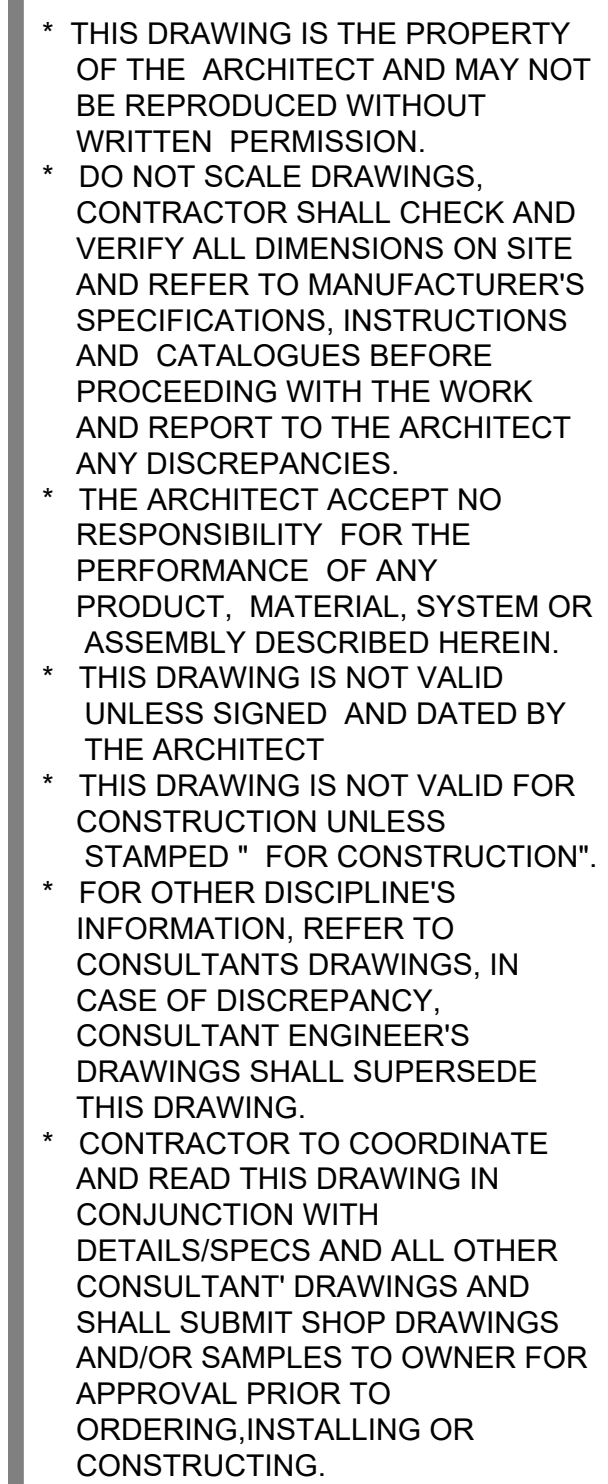 * THIS DRAWING IS THE PROPERTY
OF THE ARCHITECT AND MAY NOT
BE REPRODUCED WITHOUT
WRITTEN PERMISSION.
* DO NOT SCALE DRAWINGS,
CONTRACTOR SHALL CHECK AND
VERIFY ALL DIMENSIONS ON SITE
AND REFER TO MANUFACTURER'S
SPECIFICATIONS, INSTRUCTIONS
AND CATALOGUES BEFORE
PROCEEDING WITH THE WORK
AND REPORT TO THE ARCHITECT
ANY DISCREPANCIES.
* THE ARCHITECT ACCEPT NO
RESPONSIBILITY FOR THE
PERFORMANCE OF ANY
PRODUCT, MATERIAL, SYSTEM OR
ASSEMBLY DESCRIBED HEREIN.
* THIS DRAWING IS NOT VALID
UNLESS SIGNED AND DATED BY
THE ARCHITECT
* THIS DRAWING IS NOT VALID FOR
CONSTRUCTION UNLESS
STAMPED " FOR CONSTRUCTION".
* FOR OTHER DISCIPLINE'S
INFORMATION, REFER TO
CONSULTANTS DRAWINGS, IN
CASE OF DISCREPANCY,
CONSULTANT ENGINEER'S
DRAWINGS SHALL SUPERSEDE
THIS DRAWING.
* CONTRACTOR TO COORDINATE
AND READ THIS DRAWING IN
CONJUNCTION WITH
DETAILS/SPECS AND ALL OTHER
CONSULTANT' DRAWINGS AND
SHALL SUBMIT SHOP DRAWINGS
AND/OR SAMPLES TO OWNER FOR
APPROVAL PRIOR TO
ORDERING,INSTALLING OR
CONSTRUCTING.